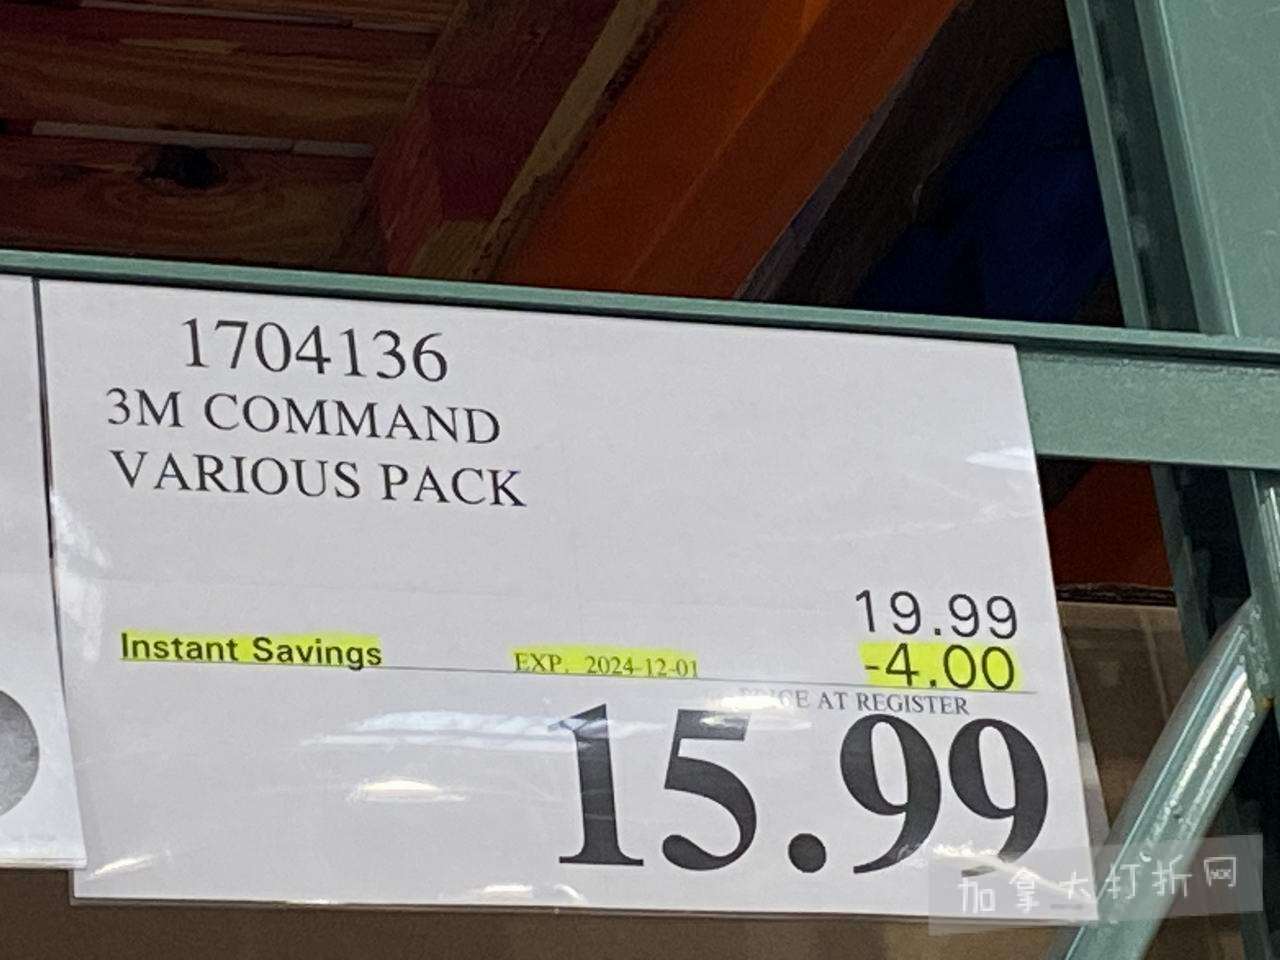 1704136
3M COMMAND
VARIOUS PACK
19.99
Instant Savings EXP. 2024-12-01 -4.00
PRICE AT REGISTER
15.99
加拿大打折网